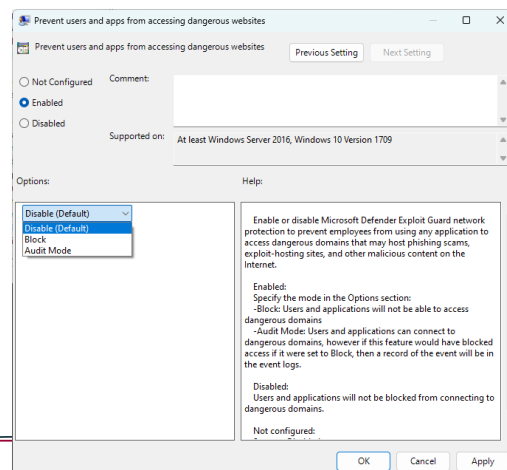 Prevent users and apps from accessing dangerous websites
Prevent users and apps from accessing dangerous websites
Previous Setting
Next Setting
Not Configured
Comment:
Enabled
Disabled
Supported on:
At least Windows Server 2016, Windows 10 Version 1709
Options:
Help:
Disable (Default)
Disable (Default)
Block
Audit Mode
Enable or disable Microsoft Defender Exploit Guard network
protection to prevent employees from using any application to
access dangerous domains that may host phishing scams,
exploit-hosting sites, and other malicious content on the
Internet.
Enabled:
Specify the mode in the Options section:
-Block: Users and applications will not be able to access
dangerous domains
-Audit Mode: Users and applications can connect to
dangerous domains, however if this feature would have blocked
access if it were set to Block, then a record of the event will be in
the event logs.
Disabled:
Users and applications will not be blocked from connecting to
dangerous domains.
Not configured:
OK
Cancel
Apply